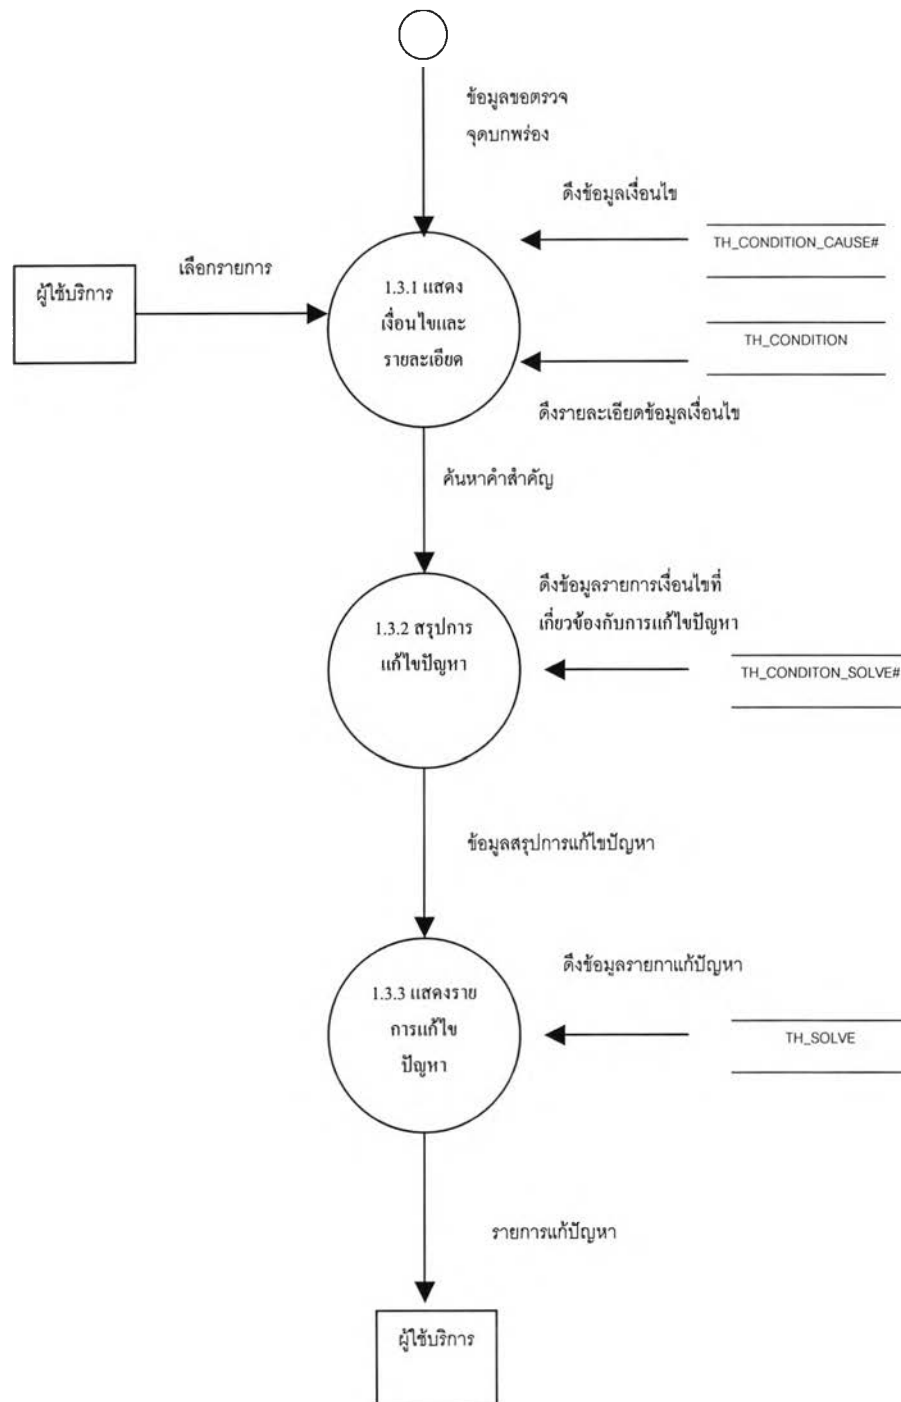 ข้อมูลขอตรวจ
จุดบกพร่อง
ดึงข้อมูลเงื่อนไข
TH_CONDITION_CAUSE#
เลือกรายการ
ผู้ใช้บริการ
1.3.1 แสดง
เงื่อนไขและ
รายละเอียด
TH_CONDITION
ดึงรายละเอียดข้อมูลเงื่อนไข
ค้นหาคำสำคัญ
ดึงข้อมูลรายการเงื่อนไขที่
เกี่ยวข้องกับการแก้ไขปัญหา
1.3.2 สรุปการ
แก้ไขปัญหา
TH_CONDITON_SOLVE#
ข้อมูลสรุปการแก้ไขปัญหา
ดึงข้อมูลรายกาแก้ปัญหา
1.3.3 แสดงราย
การแก้ไข
ปัญหา
TH_SOLVE
รายการแก้ปัญหา
ผู้ใช้บริการ